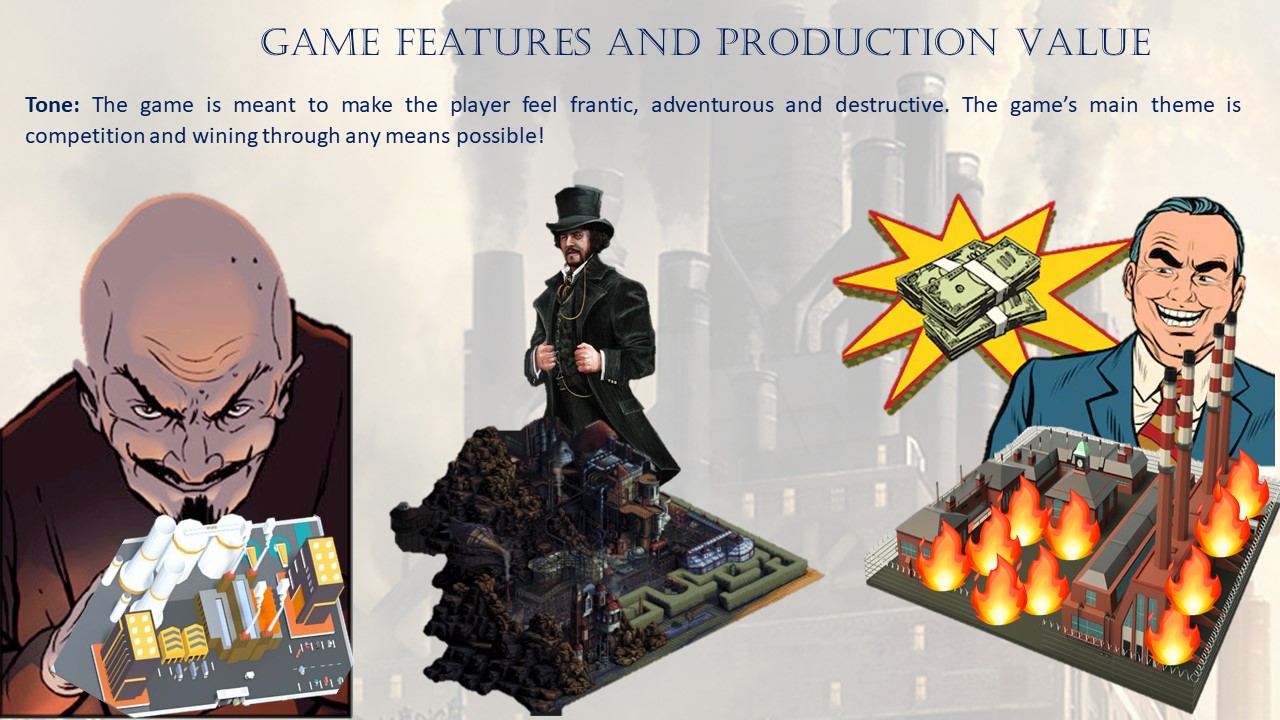 GAME FEATURES AND PRODUCTION VALUE
Tone: The game is meant to make the player feel frantic, adventurous and destructive. The game’s main theme is
competition and wining through any means possible!